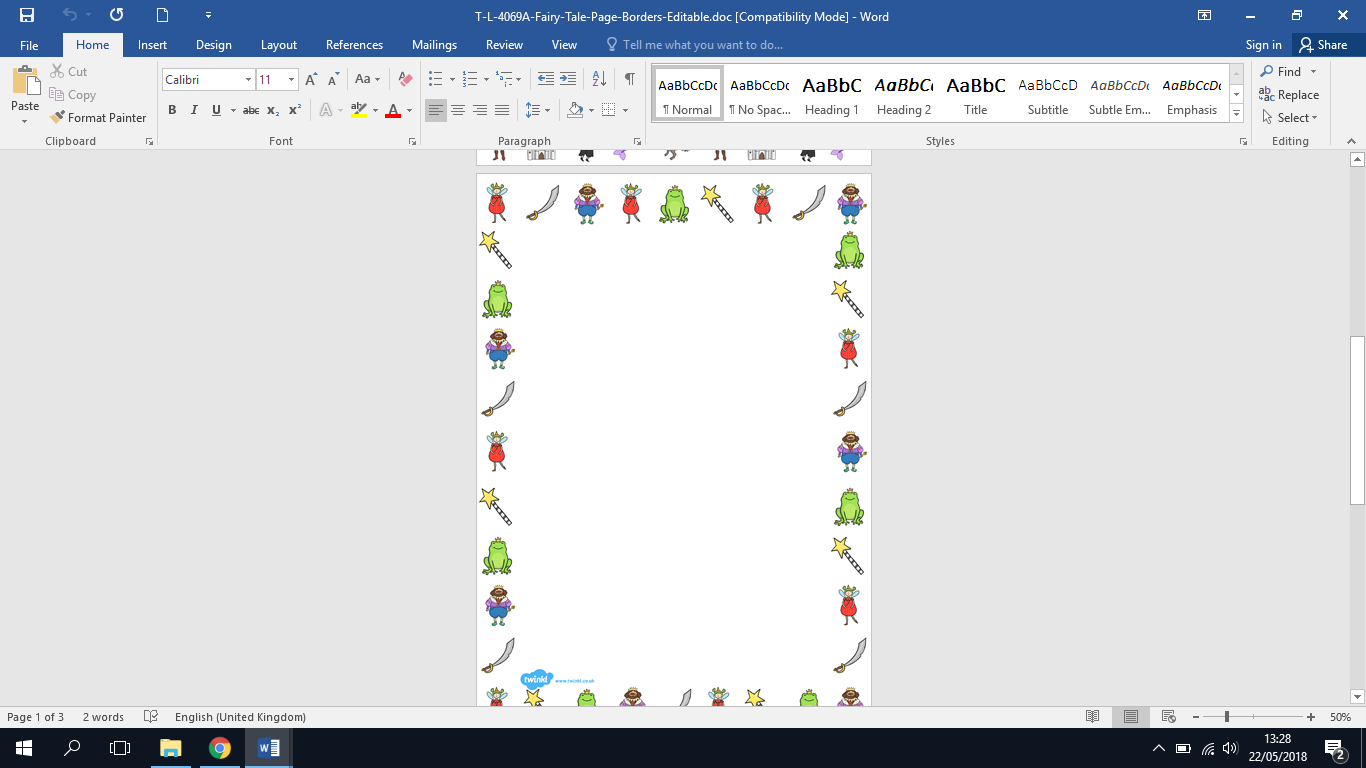 T-L-4069A-Fairy-Tale-Page-Borders-Editable.doc [Compatibility Mode] - Word
File Home Insert Design Layout References Mailings Review View Tell me what you want to do... Sign in Share
Paste
Cut
Copy
Format Painter
Clipboard
Calibri 11
Font
Paragraph
AaBbCcDc AaBbCcDc AaBbC AaBbCc AaBbC AaBbCcD AaBbCcDc AaBbCcDc
¶ Normal ¶ No Spac... Heading 1 Heading 2 Title Subtitle Subtle Em... Emphasis
Styles
Find
Replace
Select
Editing
twinkl www.twinkl.co.uk
Page 1 of 3 2 words English (United Kingdom) 50%
13:28
22/05/2018
2